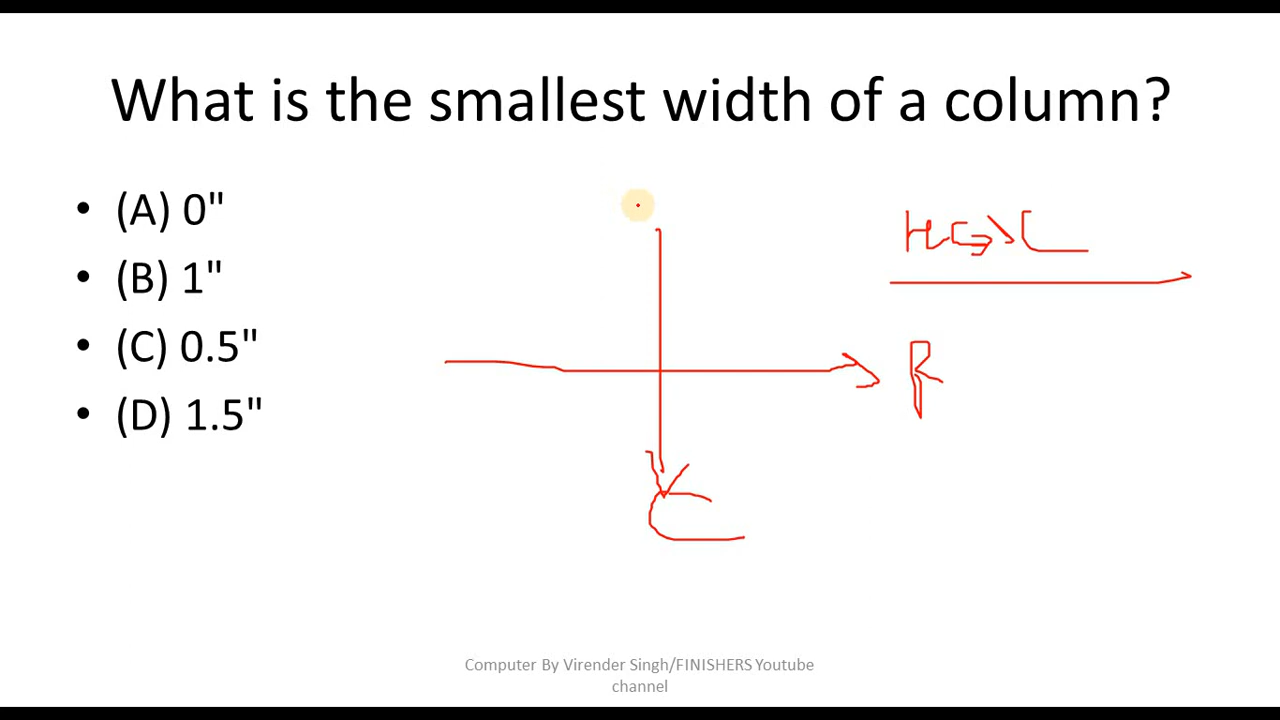 What is the smallest width of a column?
• (A) 0"
• (B) 1"
• (C) 0.5"
• (D) 1.5"
R
C
Computer By Virender Singh/FINISHERS Youtube
channel